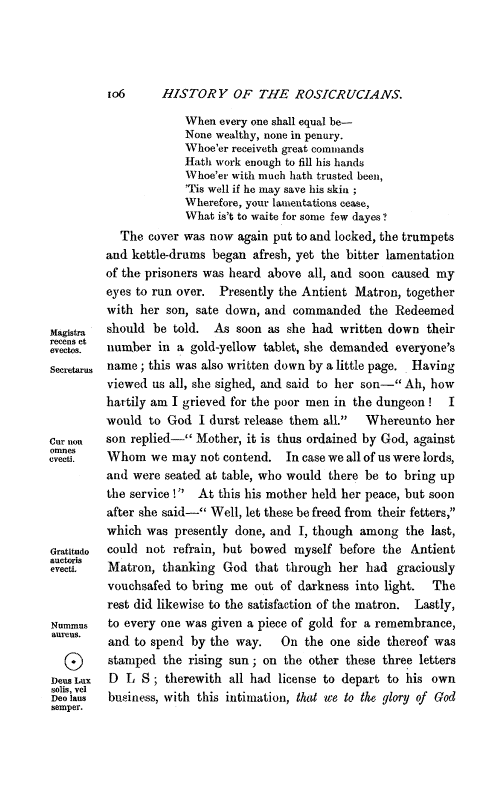 106 HISTORY OF THE ROSICRUCIANS.
When every one shall equal be—
None wealthy, none in penury.
Whoe'er receiveth great commands
Hath work enough to fill his hands
Whoe'er with much hath trusted been,
'Tis well if he may save his skin ;
Wherefore, your lamentations cease,
What is't to waite for some few dayes ?
The cover was now again put to and locked, the trumpets
and kettle-drums began afresh, yet the bitter lamentation
of the prisoners was heard above all, and soon caused my
eyes to run over. Presently the Antient Matron, together
with her son, sate down, and commanded the Redeemed
Magistra
recens et
evectos.
should be told. As soon as she had written down their
number in a gold-yellow tablet, she demanded everyone's
Secretarus
name ; this was also written down by a little page. Having
viewed us all, she sighed, and said to her son—“ Ah, how
hartily am I grieved for the poor men in the dungeon ! I
would to God I durst release them all.” Whereunto her
Cur non
omnes
evecti.
son replied—“ Mother, it is thus ordained by God, against
Whom we may not contend. In case we all of us were lords,
and were seated at table, who would there be to bring up
the service !” At this his mother held her peace, but soon
after she said—“ Well, let these be freed from their fetters,”
which was presently done, and I, though among the last,
Gratitudo
auctoris
evecti.
could not refrain, but bowed myself before the Antient
Matron, thanking God that through her had graciously
vouchsafed to bring me out of darkness into light. The
rest did likewise to the satisfaction of the matron. Lastly,
Nummus
aureus.
to every one was given a piece of gold for a remembrance,
and to spend by the way. On the one side thereof was
stamped the rising sun ; on the other these three letters
Deus Lux
solis, vel
Deo laus
semper.
D L S ; therewith all had license to depart to his own
business, with this intimation, that we to the glory of God